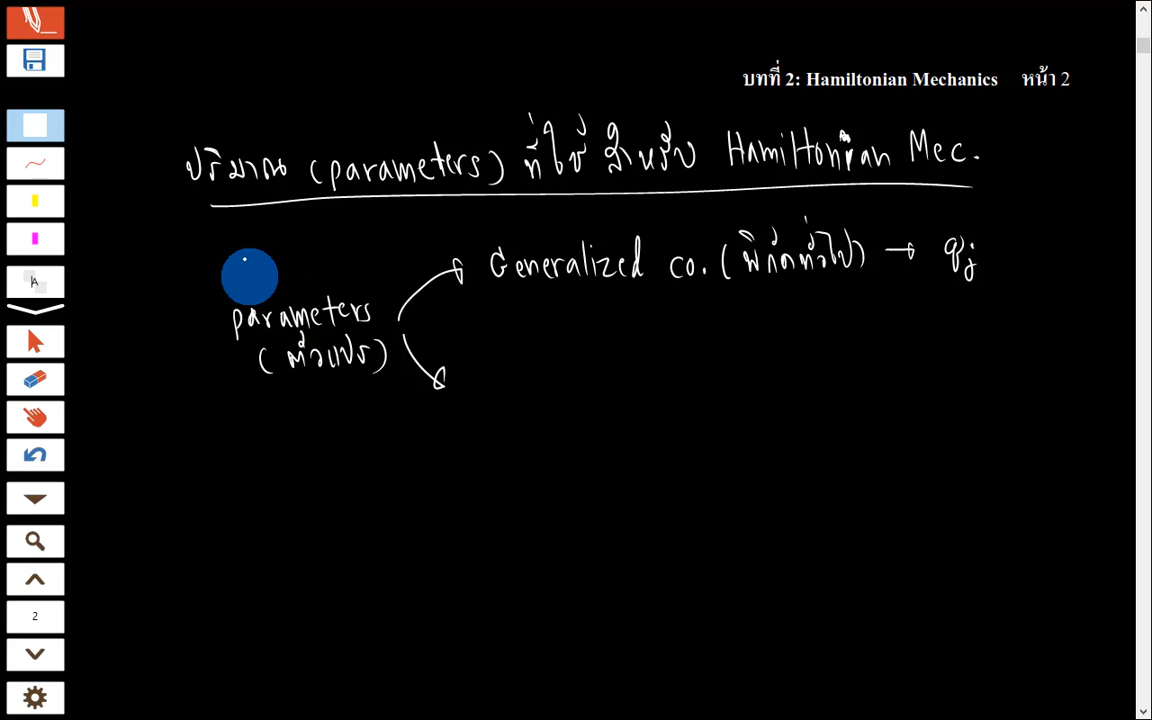 บทที่ 2: Hamiltonian Mechanics หน้า 2
ปริมาณ (parameters) ที่ใช้ สำหรับ Hamiltonian Mec.
Generalized co. (พิกัดทั่วไป) → qⱼ
parameters
(ตัวแปร)
A
2